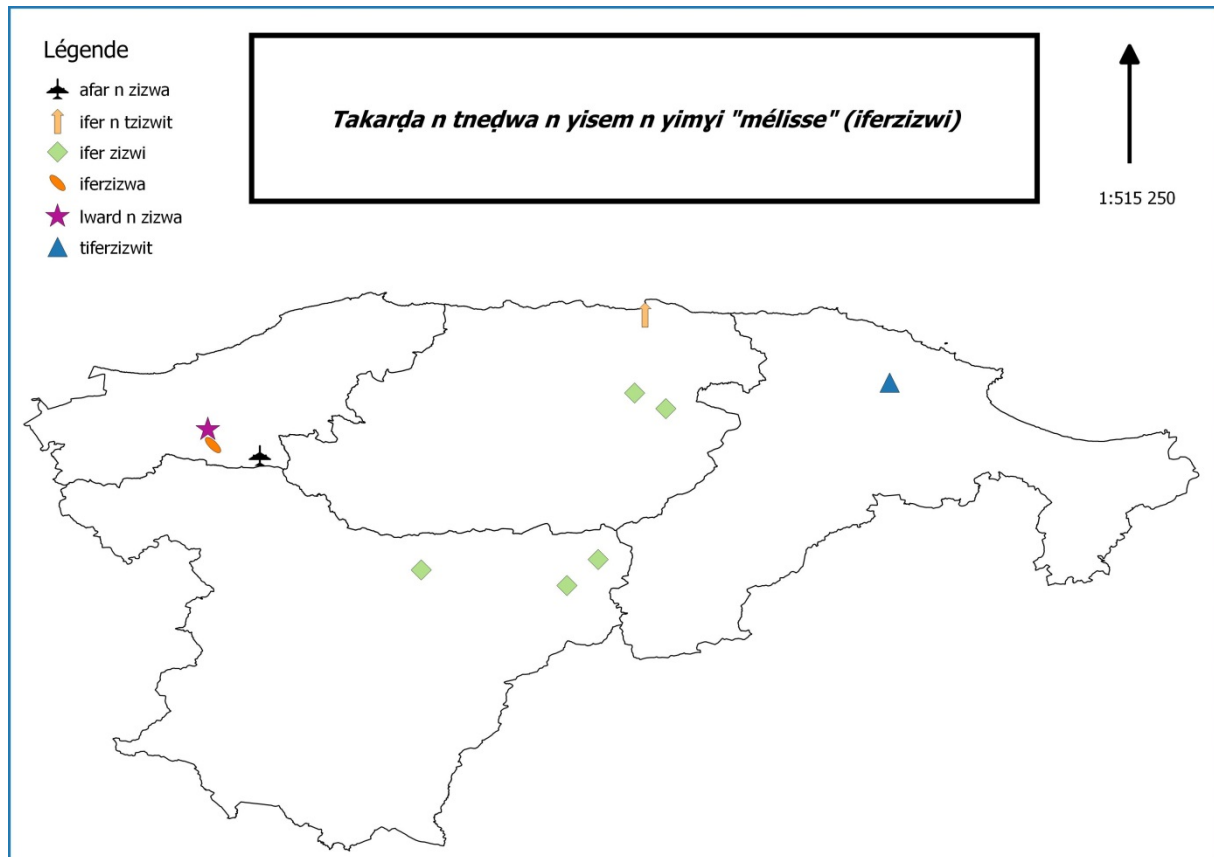 Légende
afar n zizwa
ifer n tzizwit
ifer zizwi
iferzizwa
lward n zizwa
tiferzizwit
Takarḍa n tneḍwa n yisem n yimɣi "mélisse" (iferzizwi)
1:515 250